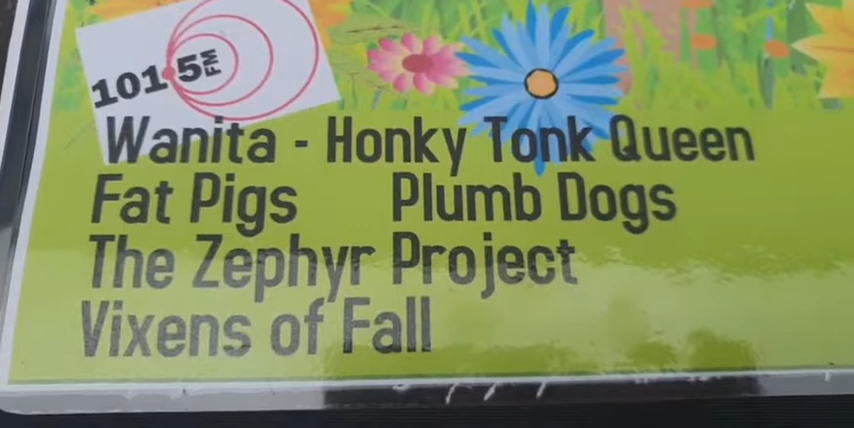 101.5 FM
Wanita - Honky Tonk Queen
Fat Pigs Plumb Dogs
The Zephyr Project
Vixens of Fall